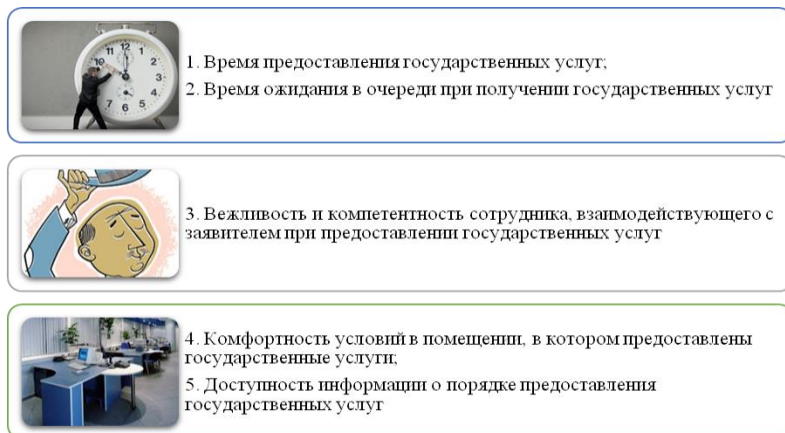 1. Время предоставления государственных услуг;
2. Время ожидания в очереди при получении государственных услуг
3. Вежливость и компетентность сотрудника, взаимодействующего с
заявителем при предоставлении государственных услуг
4. Комфортность условий в помещении, в котором предоставлены
государственные услуги;
5. Доступность информации о порядке предоставления
государственных услуг